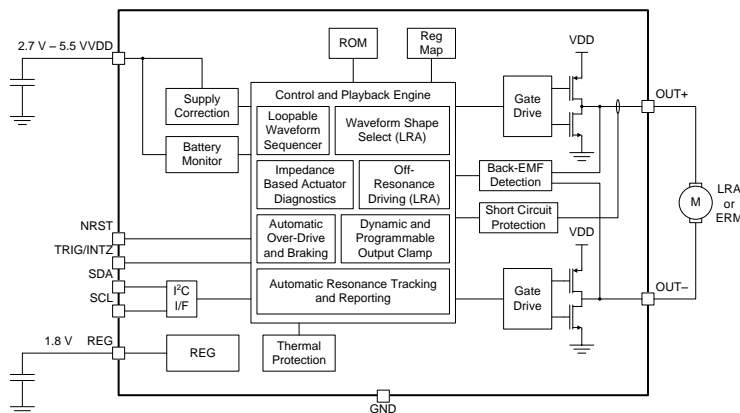 2.7 V – 5.5 VVDD
ROM
Reg
Map
VDD
Supply
Correction
Control and Playback Engine
Gate
Drive
OUT+
Loopable
Waveform
Sequencer
Waveform Shape
Select (LRA)
Battery
Monitor
Impedance
Based Actuator
Diagnostics
Off-
Resonance
Driving (LRA)
Back-EMF
Detection
M
LRA
or
ERM
Short Circuit
Protection
NRST
TRIG/INTZ
Automatic
Over-Drive
and Braking
Dynamic and
Programmable
Output Clamp
VDD
SDA
SCL
I²C
I/F
Automatic Resonance Tracking
and Reporting
Gate
Drive
OUT–
1.8 V REG
REG
Thermal
Protection
GND